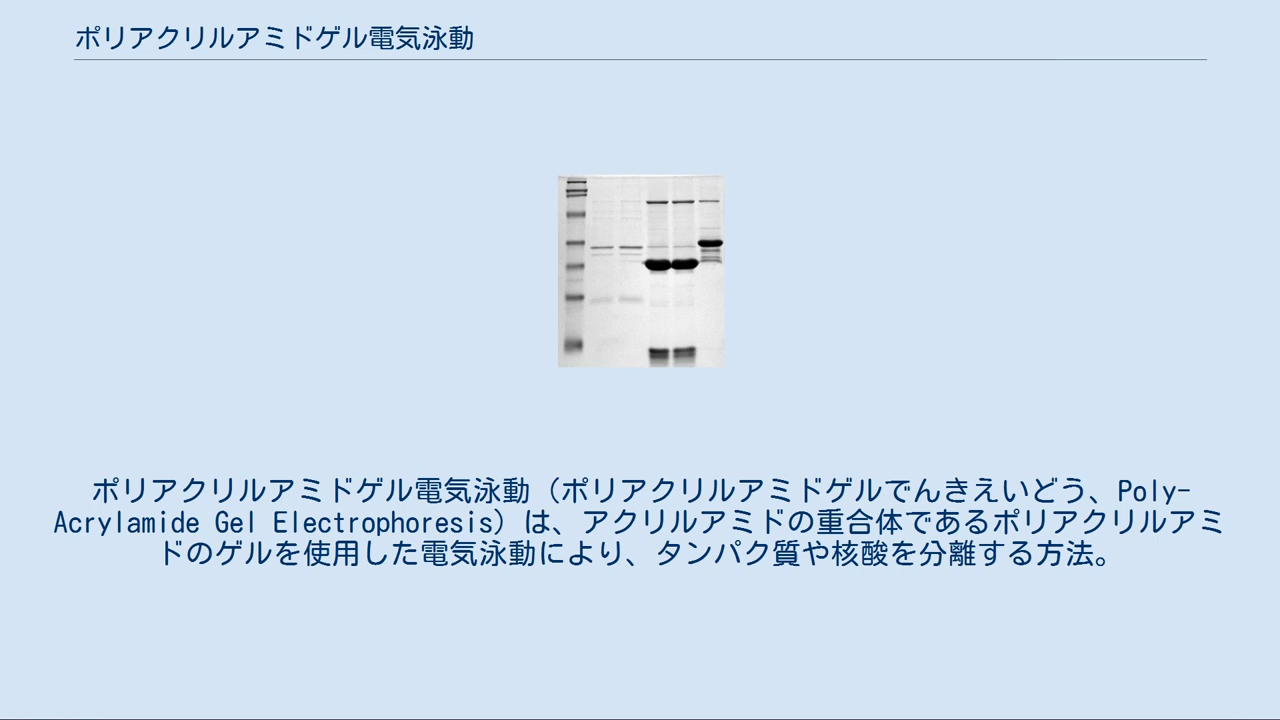 ポリアクリルアミドゲル電気泳動
ポリアクリルアミドゲル電気泳動（ポリアクリルアミドゲルでんきえいどう、Poly-
Acrylamide Gel Electrophoresis）は、アクリルアミドの重合体であるポリアクリルアミ
ドのゲルを使用した電気泳動により、タンパク質や核酸を分離する方法。